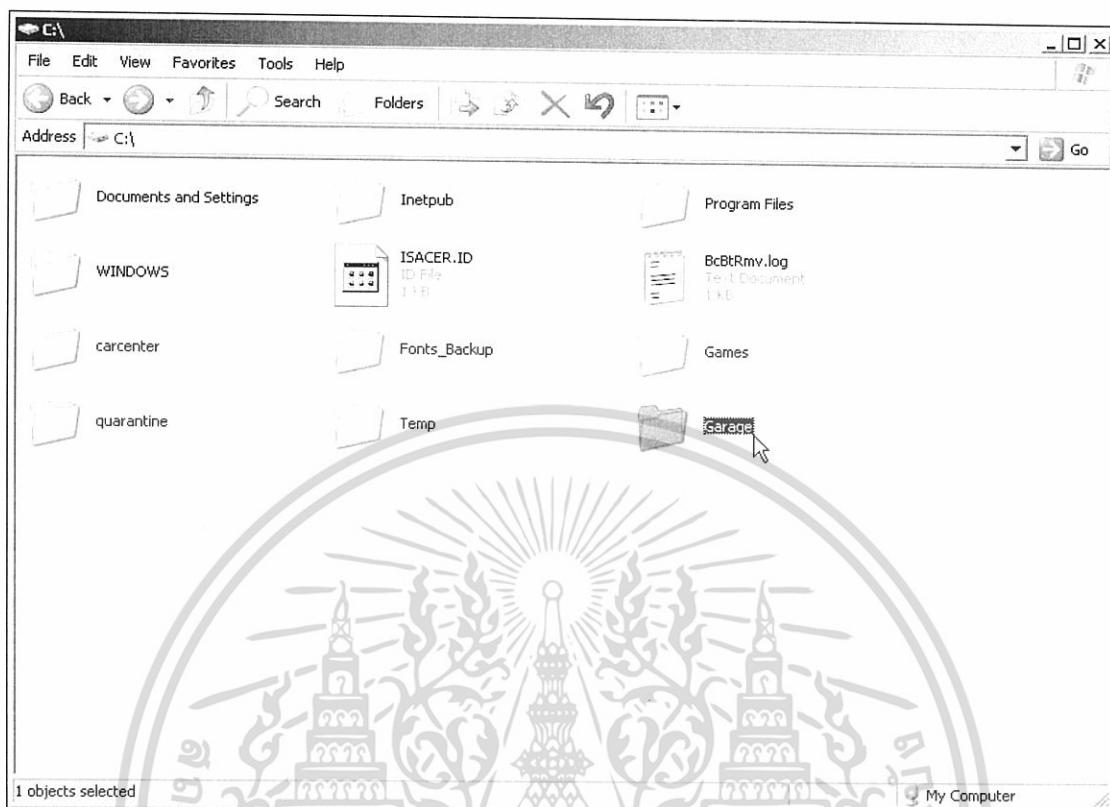 C:\
File Edit View Favorites Tools Help
Back Search Folders
Address C:\ Go
Documents and Settings Inetpub Program Files
WINDOWS ISACER.ID BcBtRmv.log
ID File Text Document
1 KB 1 KB
carcenter Fonts_Backup Games
quarantine Temp Garage
1 objects selected My Computer